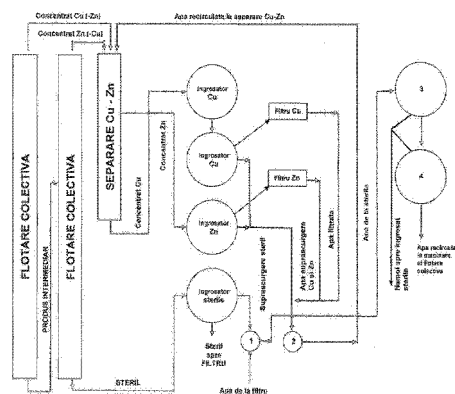 Concentrat Cu (-Zn)
Concentrat Zn (-Cu)
Apa recirculata la separare Cu-Zn
FLOTARE COLECTIVA
PRODUS INTERMEDIAR
FLOTARE COLECTIVA
SEPARARE Cu - Zn
Concentrat Cu
Concentrat Zn
Ingrosator
Cu
Ingrosator
Cu
Ingrosator
Zn
Ingrosator
sterile
Filtru Cu
Filtru Zn
Suprascurgere steril
Apa suprascurgere
Cu si Zn
Apa filtrata
Apa de la sterile
3
4
Namol spre ingrosat
sterile
Apa recirculata
la macinare
si flotare
colectiva
1
2
Steril
spre
FILTRU
STERIL
Apa de la filtru